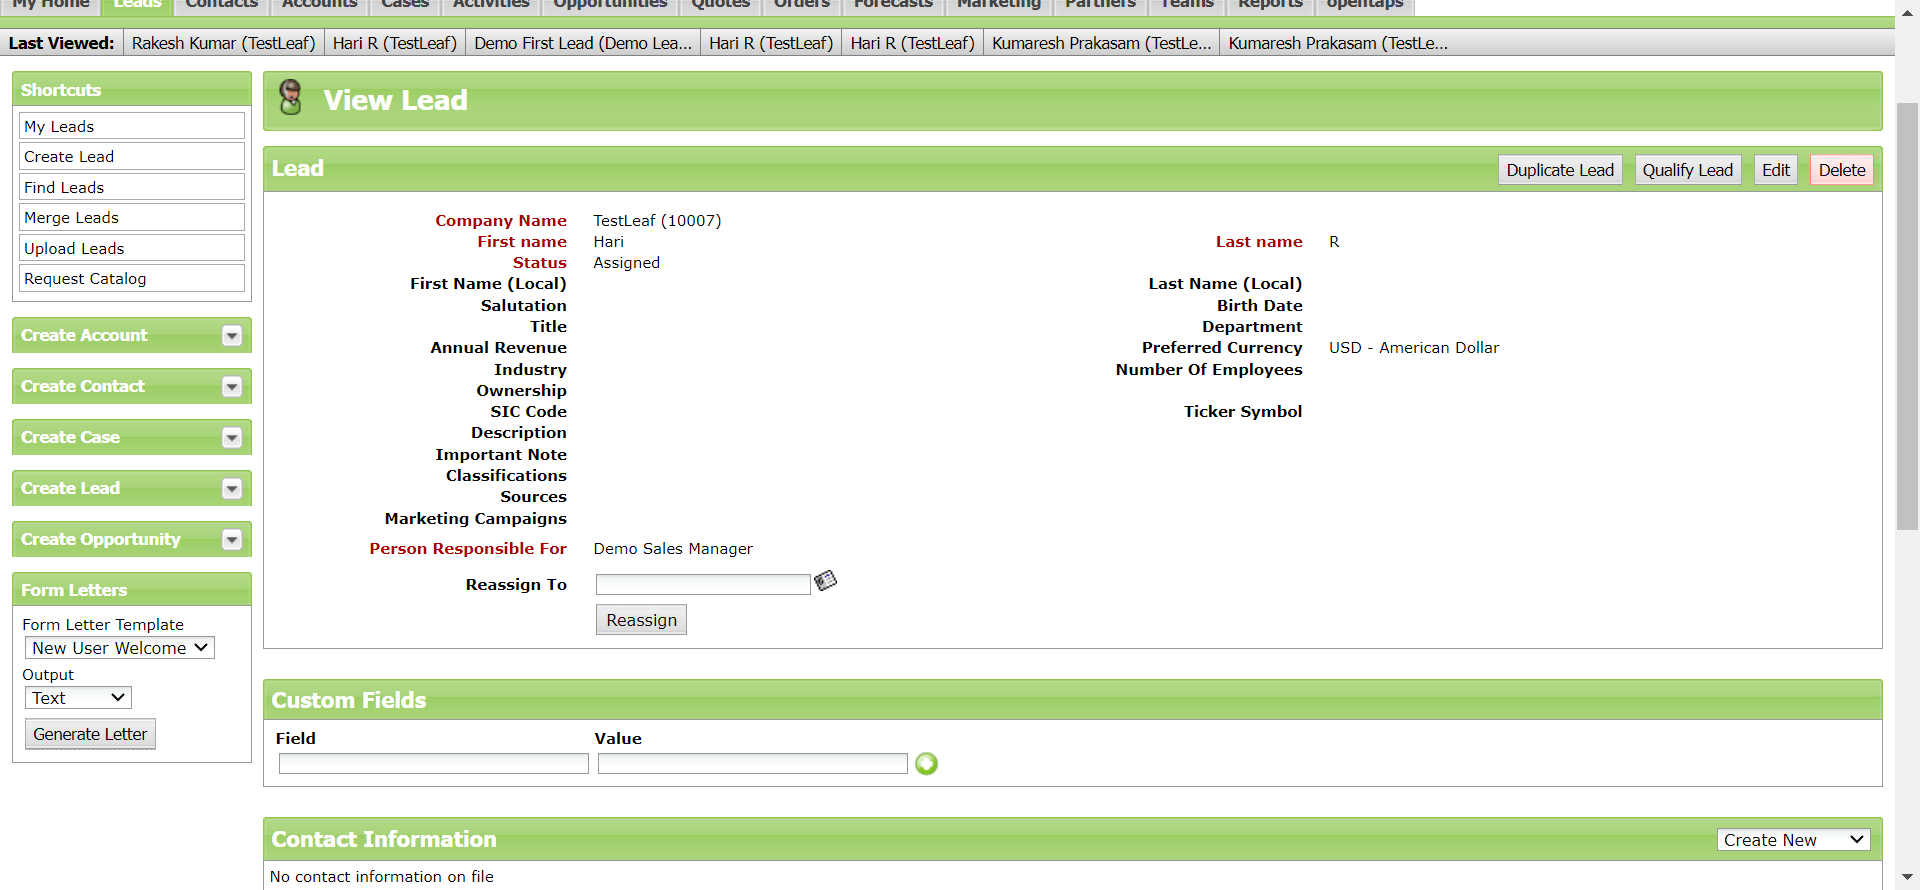 My Home Leads Contacts Accounts Cases Activities Opportunities Quotes Orders Forecasts Marketing Partners Teams Reports opentaps
Last Viewed: Rakesh Kumar (TestLeaf) Hari R (TestLeaf) Demo First Lead (Demo Lea... Hari R (TestLeaf) Hari R (TestLeaf) Kumaresh Prakasam (TestLe... Kumaresh Prakasam (TestLe...
Shortcuts
My Leads
Create Lead
Find Leads
Merge Leads
Upload Leads
Request Catalog
Create Account
Create Contact
Create Case
Create Lead
Create Opportunity
Form Letters
Form Letter Template
New User Welcome
Output
Text
Generate Letter
View Lead
Lead Duplicate Lead Qualify Lead Edit Delete
Company Name TestLeaf (10007)
First name Hari Last name R
Status Assigned
First Name (Local) Last Name (Local)
Salutation Birth Date
Title Department
Annual Revenue Preferred Currency USD - American Dollar
Industry Number Of Employees
Ownership
SIC Code Ticker Symbol
Description
Important Note
Classifications
Sources
Marketing Campaigns
Person Responsible For Demo Sales Manager
Reassign To
Reassign
Custom Fields
Field Value
Contact Information Create New
No contact information on file